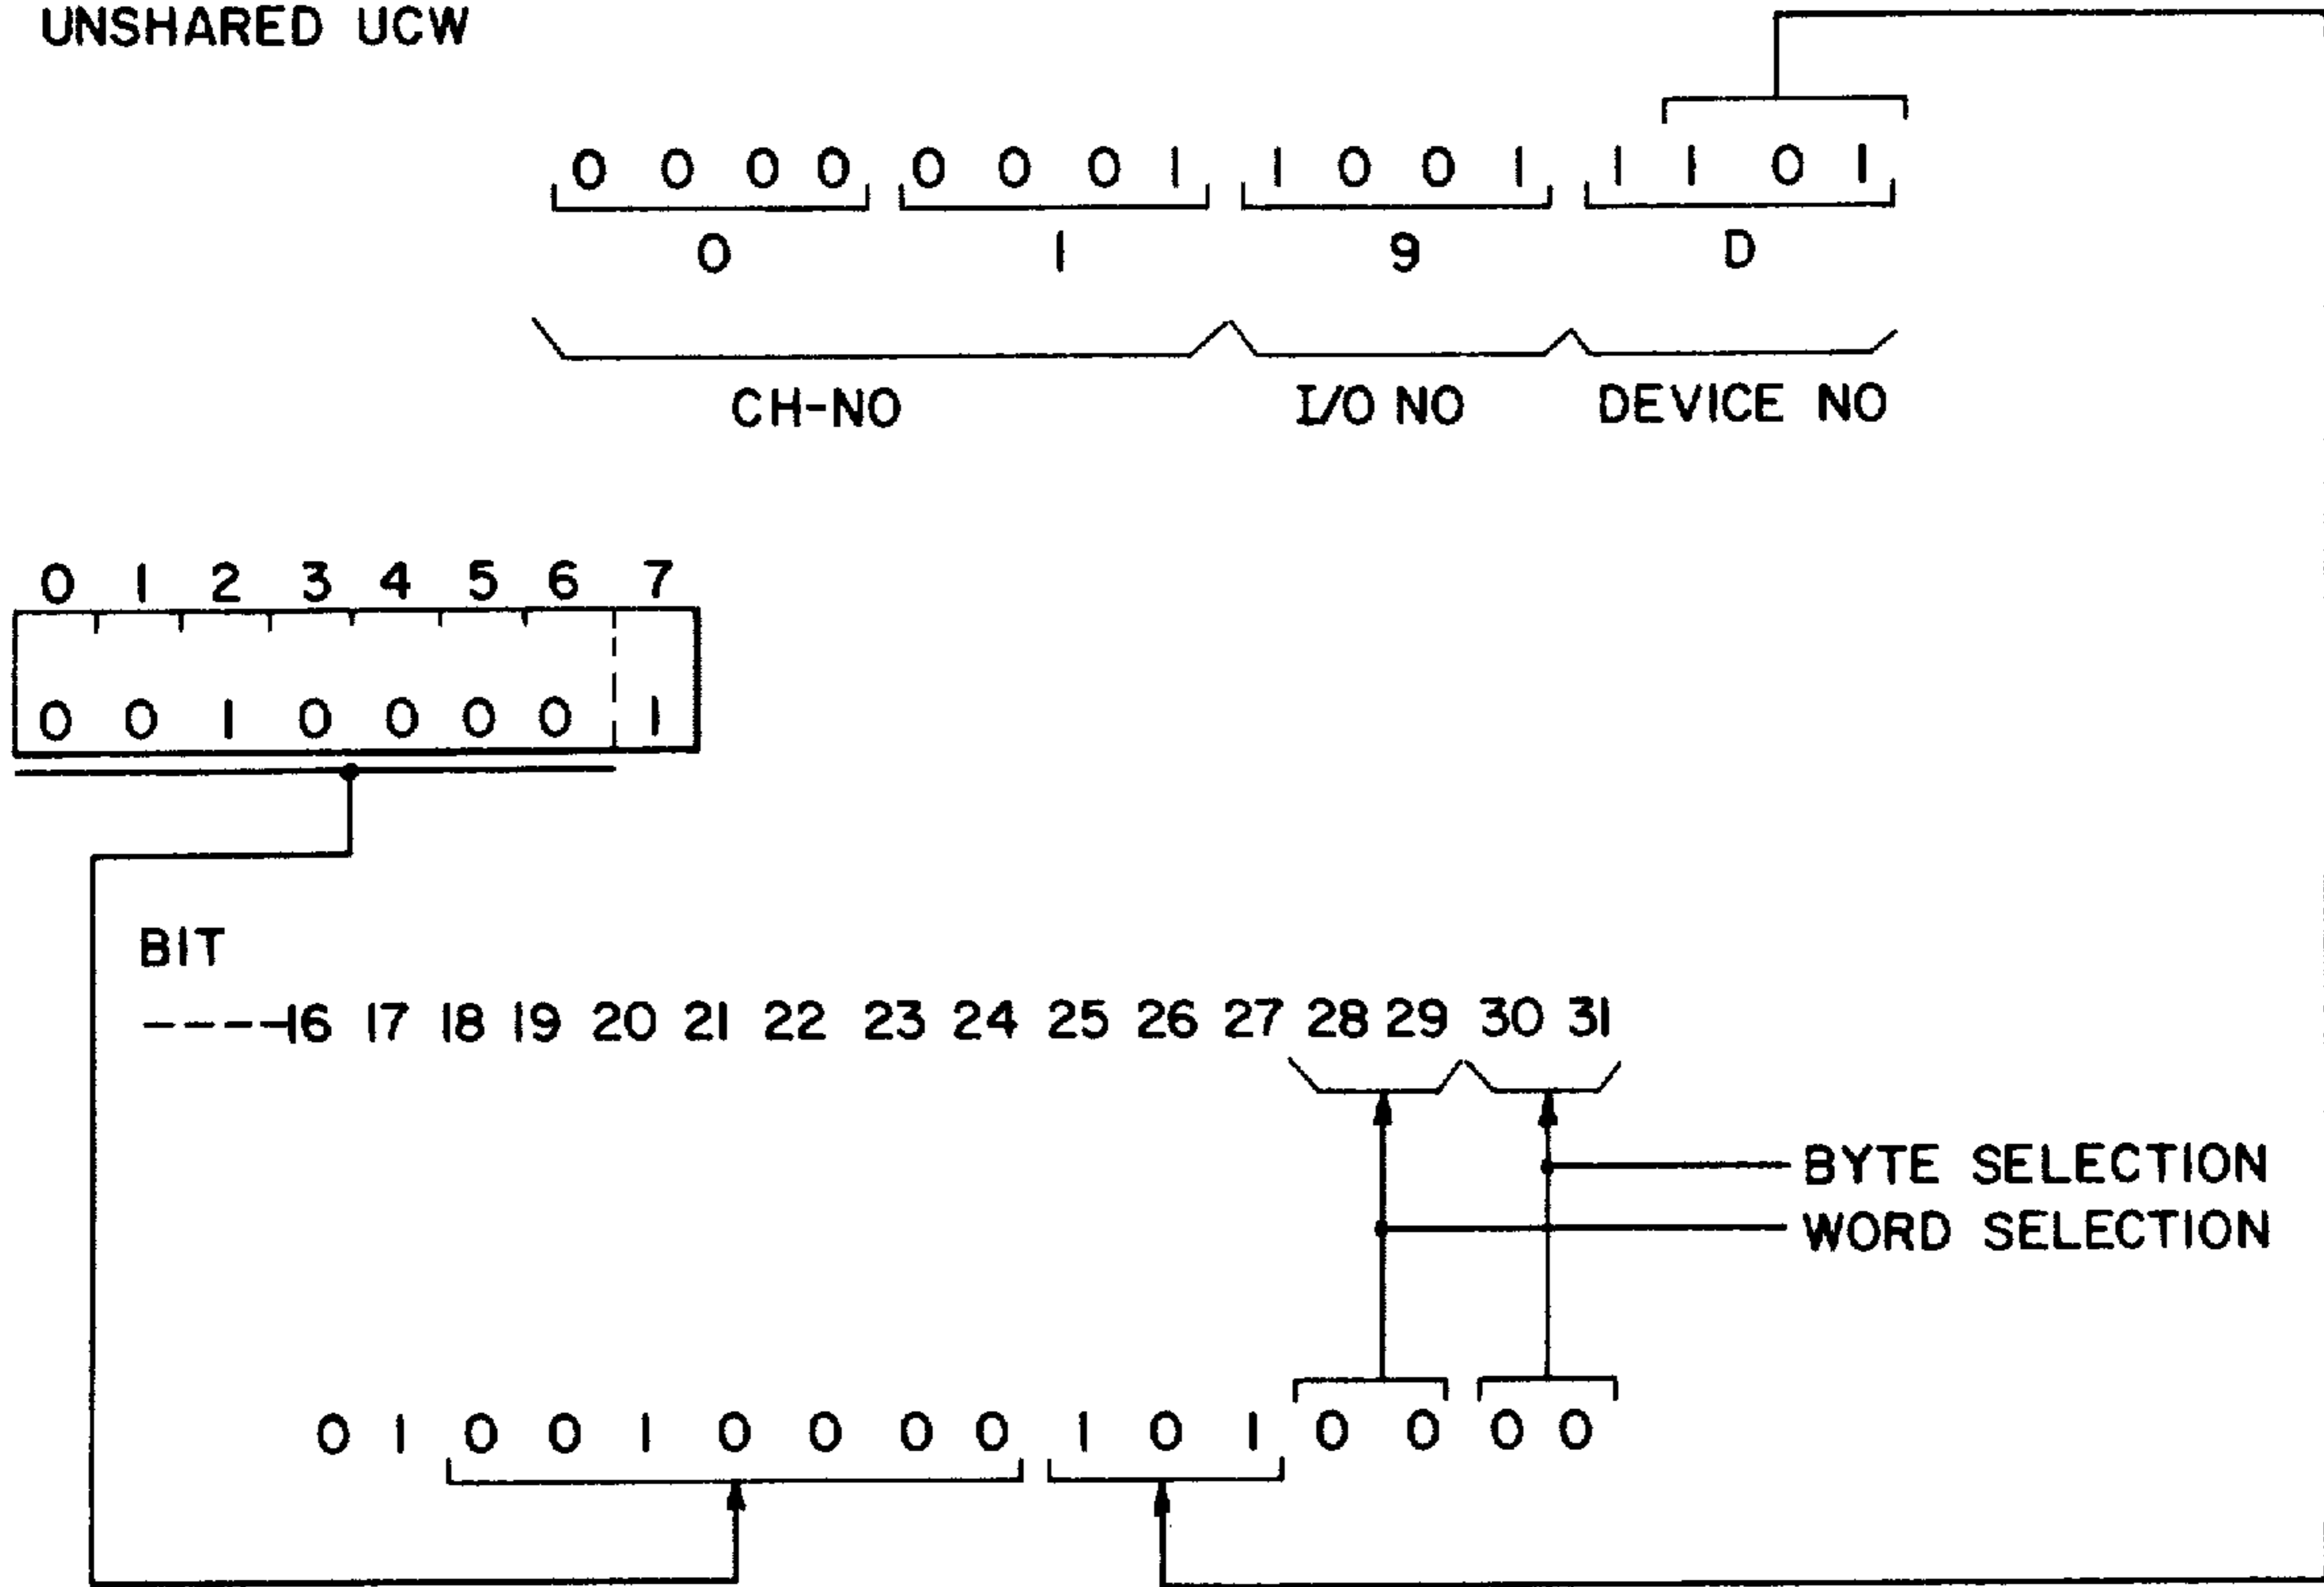 UNSHARED UCW
0 0 0 0 0 0 0 1 1 0 0 1 1 1 0 1
0 1 9 D
CH-NO I/O NO DEVICE NO
0 1 2 3 4 5 6 7
0 0 1 0 0 0 0 1
BIT
----16 17 18 19 20 21 22 23 24 25 26 27 28 29 30 31
BYTE SELECTION
WORD SELECTION
0 1 0 0 1 0 0 0 0 1 0 1 0 0 0 0